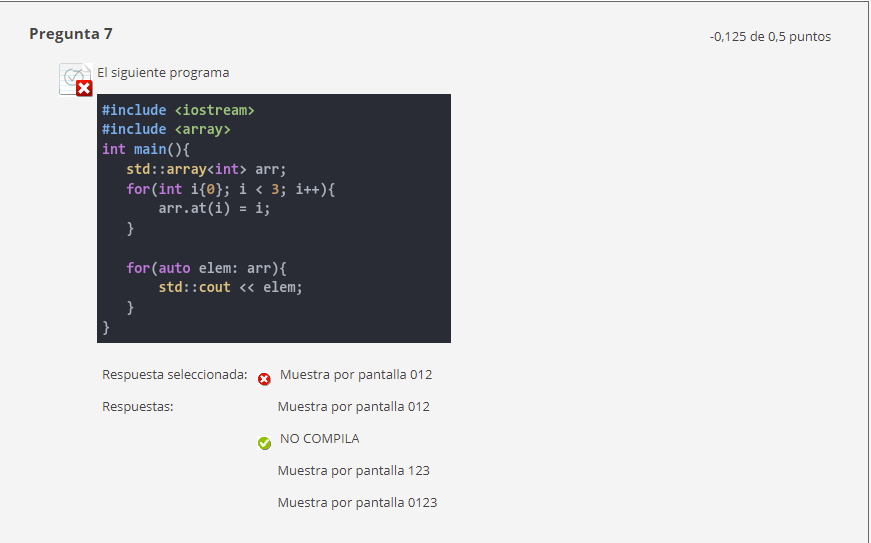 Pregunta 7
-0,125 de 0,5 puntos
El siguiente programa
#include <iostream>
#include <array>
int main(){
   std::array<int> arr;
   for(int i{0}; i < 3; i++){
       arr.at(i) = i;
   }
   for(auto elem: arr){
       std::cout << elem;
   }
}
Respuesta seleccionada: Muestra por pantalla 012
Respuestas: Muestra por pantalla 012
NO COMPILA
Muestra por pantalla 123
Muestra por pantalla 0123